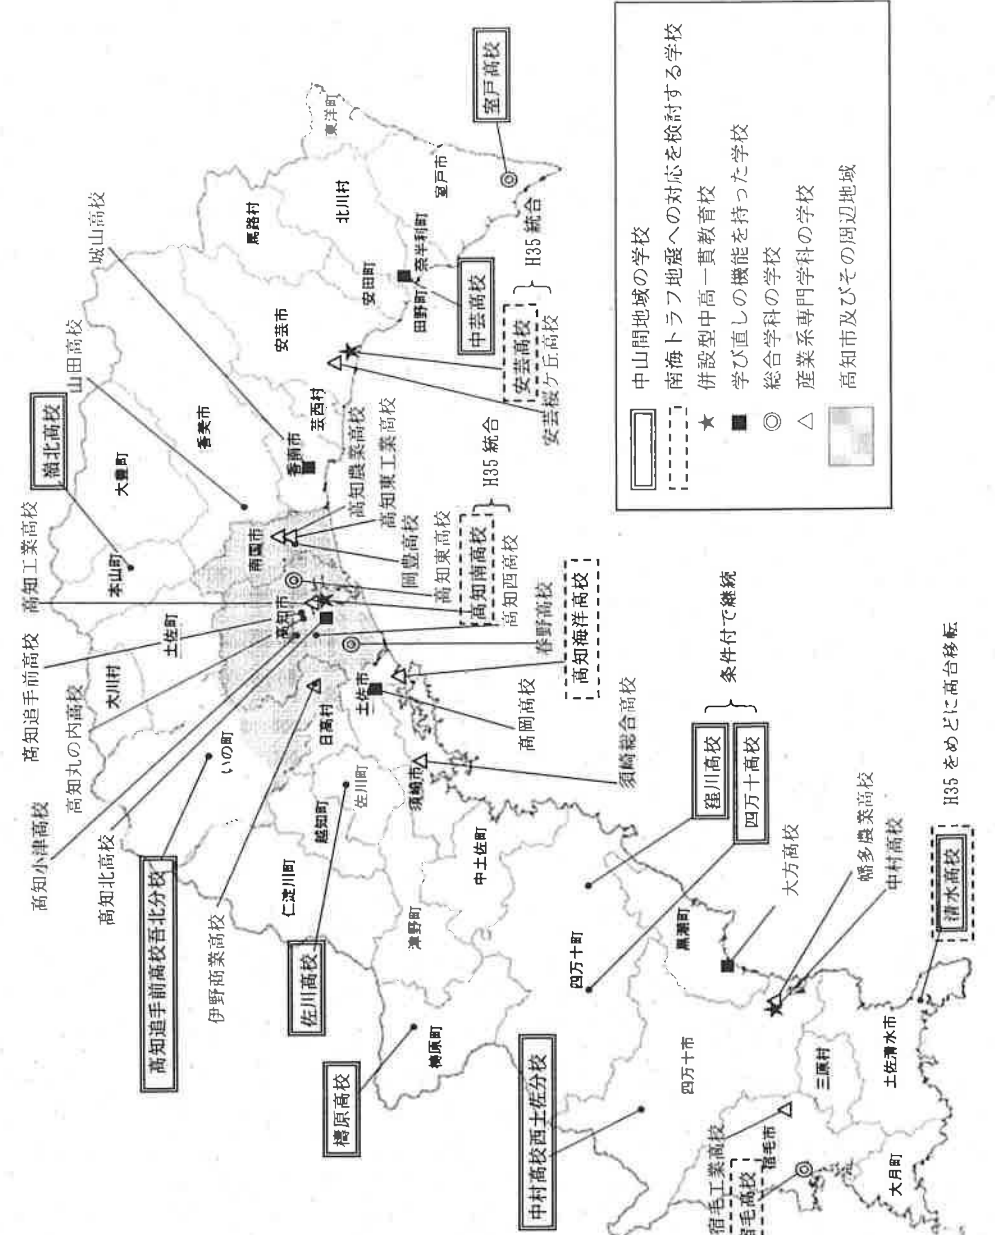 高知小津高校
高知追手前高校
高知工業高校
高知丸の内高校
高知北高校
嶺北高校
山田高校
城山高校
高知追手前高校吾北分校
伊野商業高校
佐川高校
檮原高校
中村高校西土佐分校
宿毛工業高校
宿毛高校
大川村
土佐町
本山町
大豊町
香美市
馬路村
北川村
東洋町
室戸市
安芸市
安田町
田野町
奈半利町
芸西村
香南市
南国市
高知市
いの町
日高村
土佐市
仁淀川町
越知町
佐川町
須崎市
津野町
中土佐町
檮原町
四万十町
黒潮町
四万十市
三原村
宿毛市
土佐清水市
大月町
室戸高校
中芸高校
安芸高校
安芸桜ケ丘高校
H35 統合
高知農業高校
高知東工業高校
岡豊高校
高知東高校
高知南高校
高知西高校
H35 統合
春野高校
高知海洋高校
高岡高校
須崎総合高校
窪川高校
四万十高校
条件付で継続
大方高校
幡多農業高校
中村高校
清水高校
H35 をめどに高台移転
中山間地域の学校
南海トラフ地震への対応を検討する学校
併設型中高一貫教育校
学び直しの機能を持った学校
総合学科の学校
産業系専門学科の学校
高知市及びその周辺地域